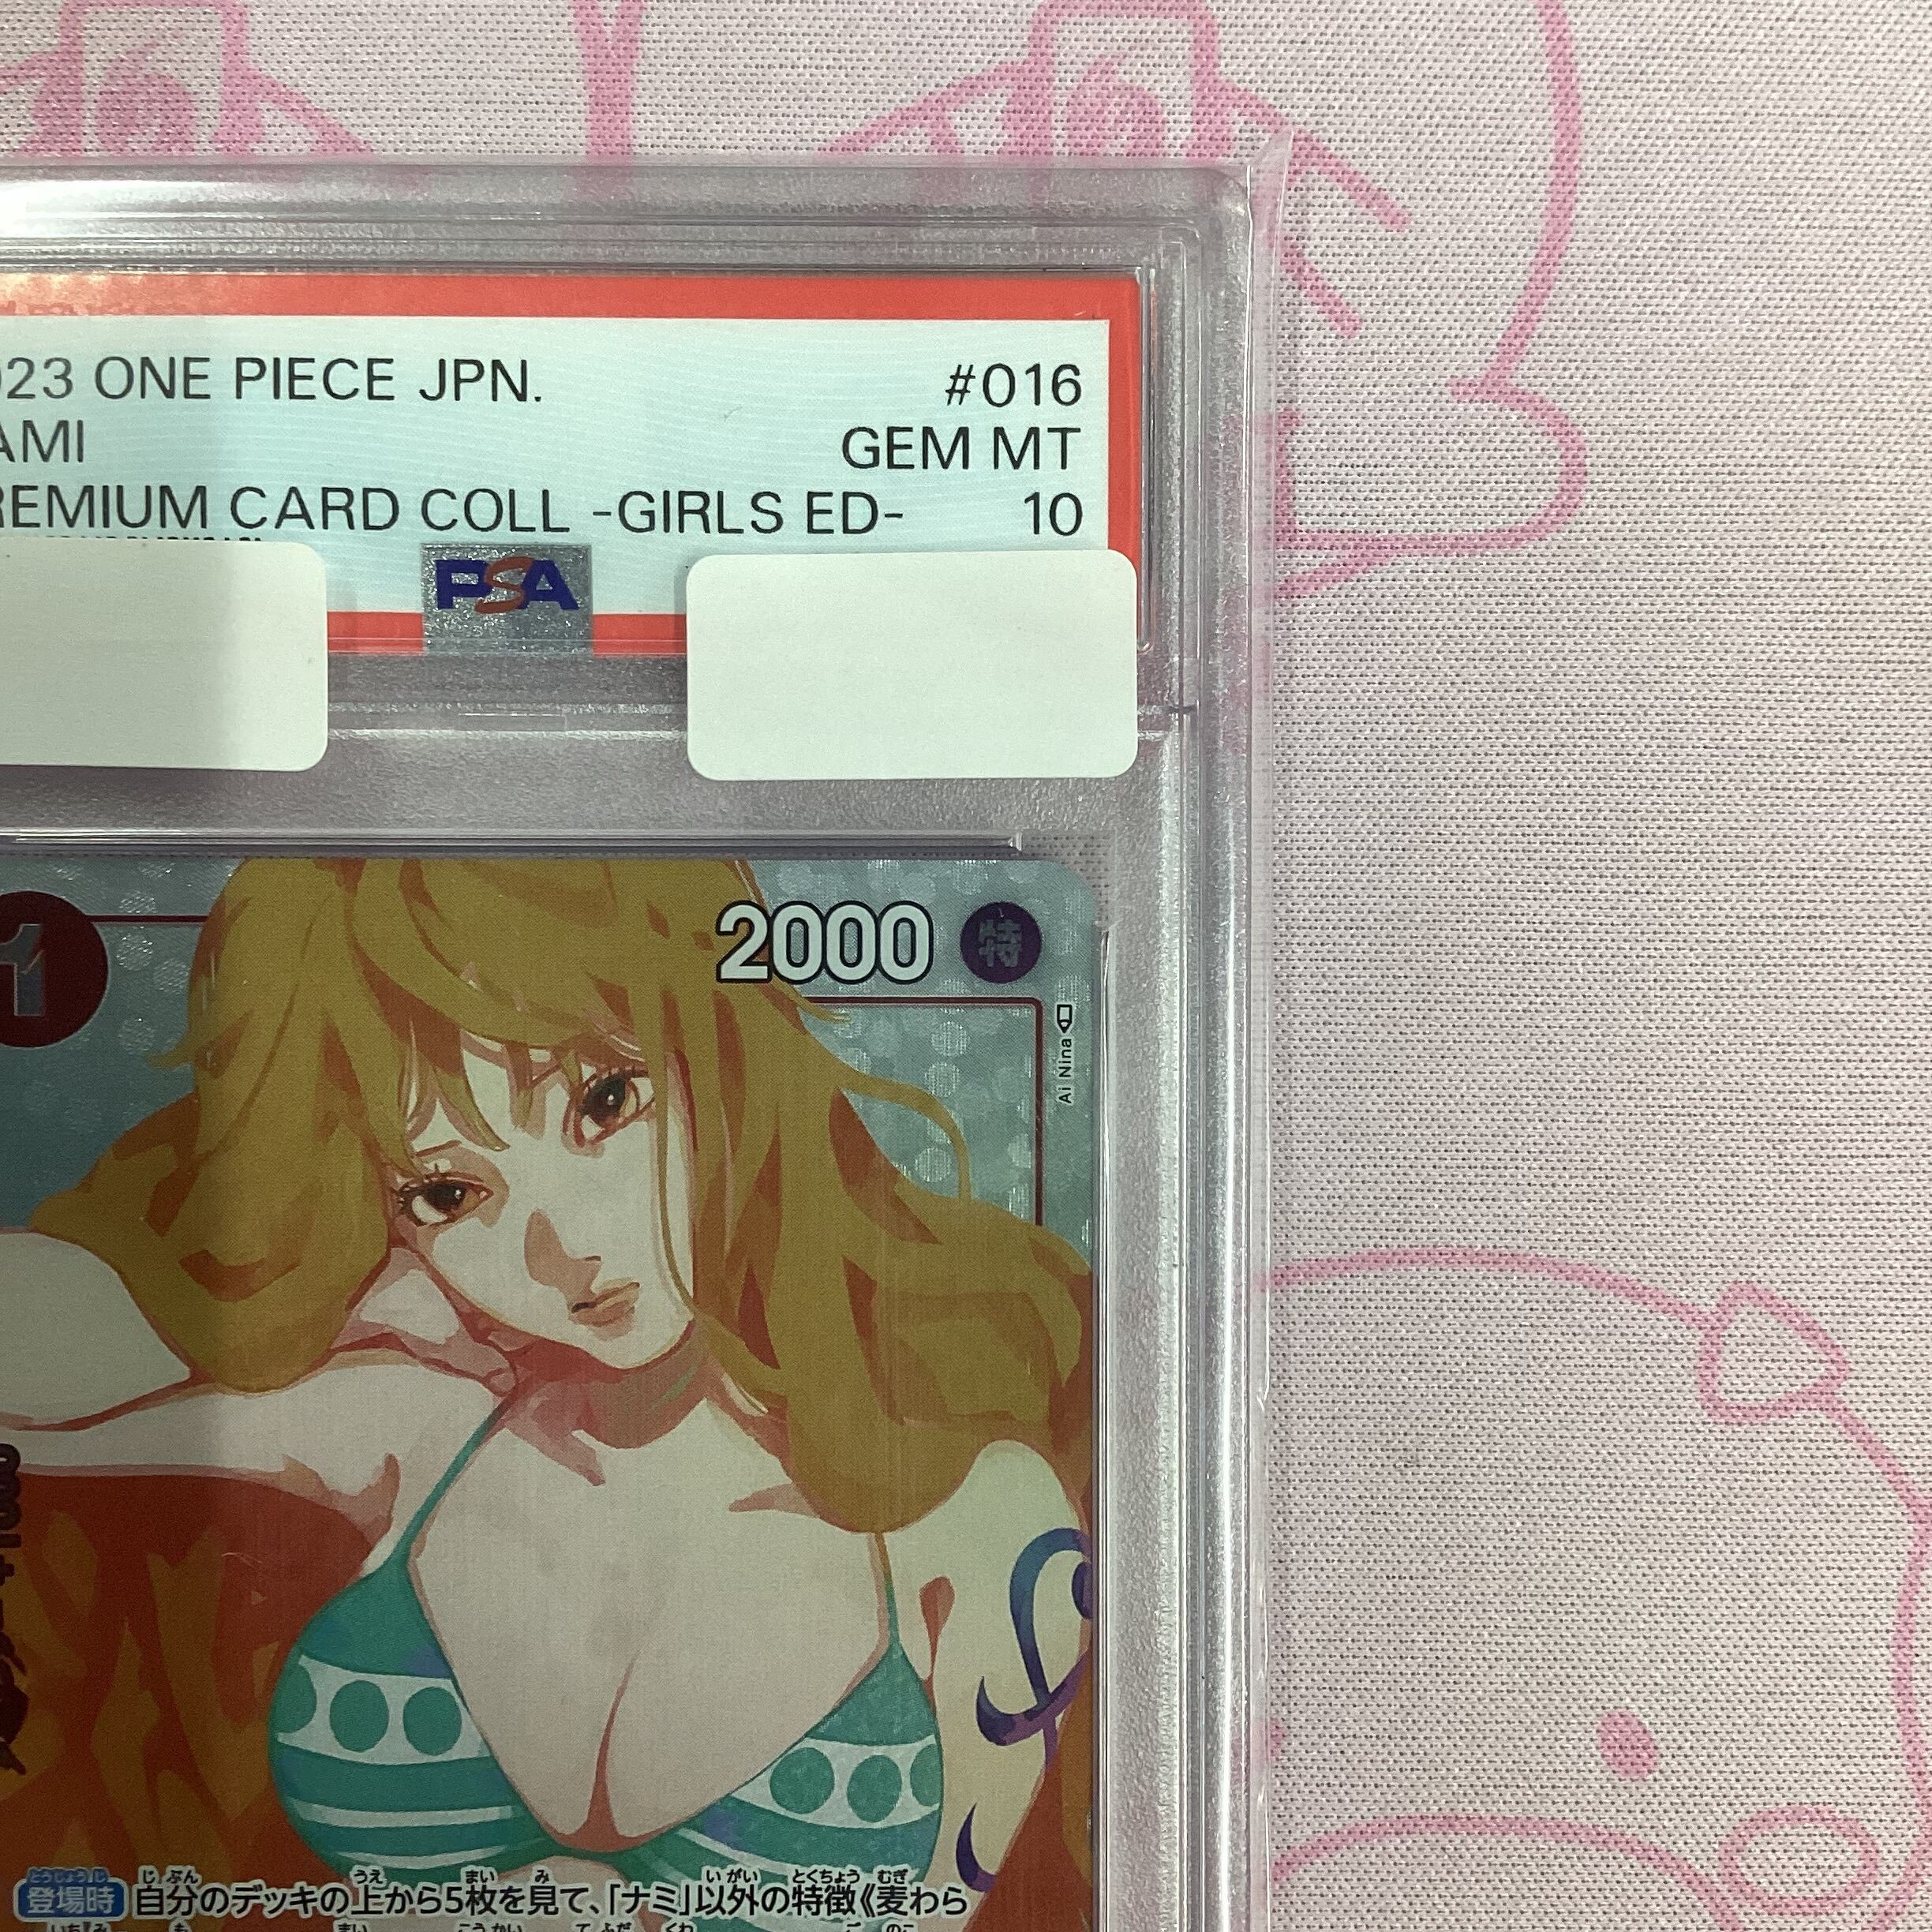 023 ONE PIECE JPN. #016
AMI GEM MT
REMIUM CARD COLL -GIRLS ED- 10
PSA
1
2000 特
Ai Nina
登場時 自分のデッキの上から5枚を見て、「ナミ」以外の特徴《麦わら